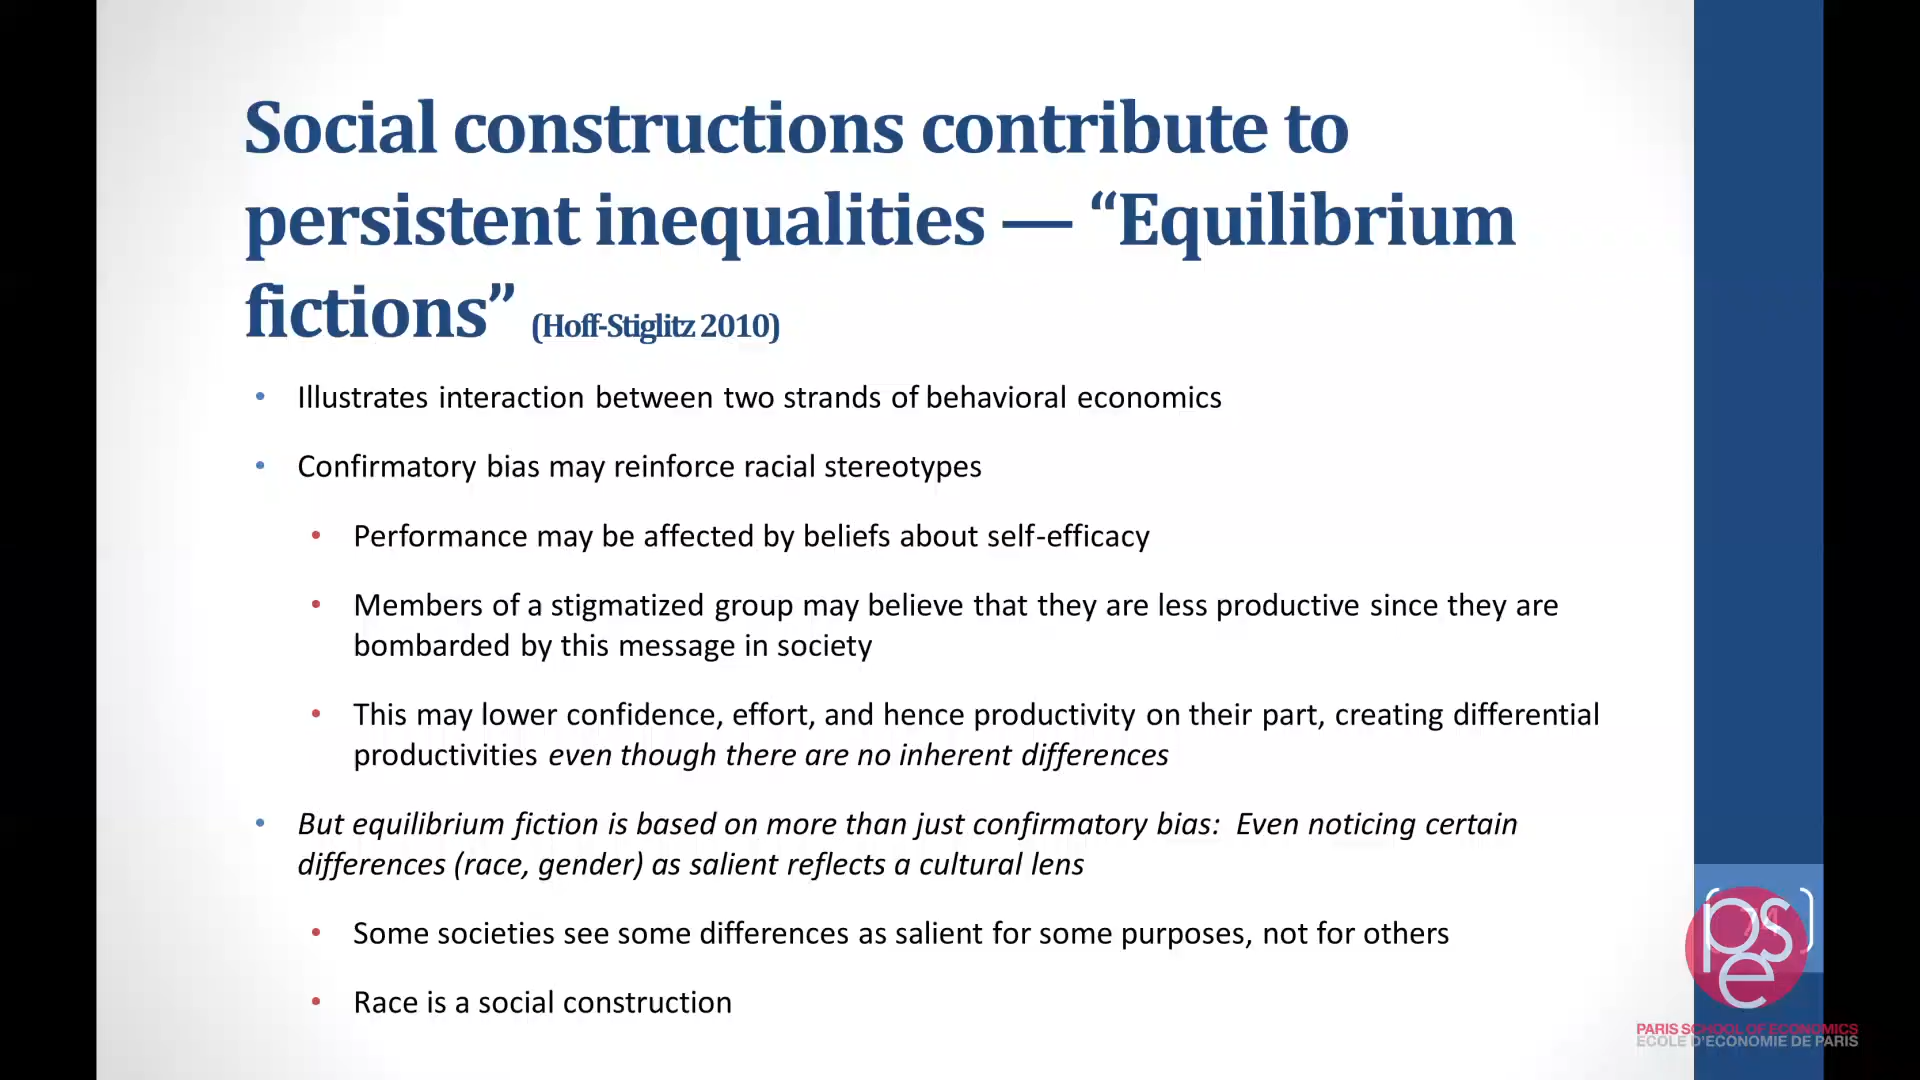 Social constructions contribute to
persistent inequalities — “Equilibrium
fictions” (Hoff-Stiglitz 2010)
• Illustrates interaction between two strands of behavioral economics
• Confirmatory bias may reinforce racial stereotypes
• Performance may be affected by beliefs about self-efficacy
• Members of a stigmatized group may believe that they are less productive since they are
bombarded by this message in society
• This may lower confidence, effort, and hence productivity on their part, creating differential
productivities even though there are no inherent differences
• But equilibrium fiction is based on more than just confirmatory bias:  Even noticing certain
differences (race, gender) as salient reflects a cultural lens
• Some societies see some differences as salient for some purposes, not for others
• Race is a social construction
pse
PARIS SCHOOL OF ECONOMICS
ECOLE D'ECONOMIE DE PARIS